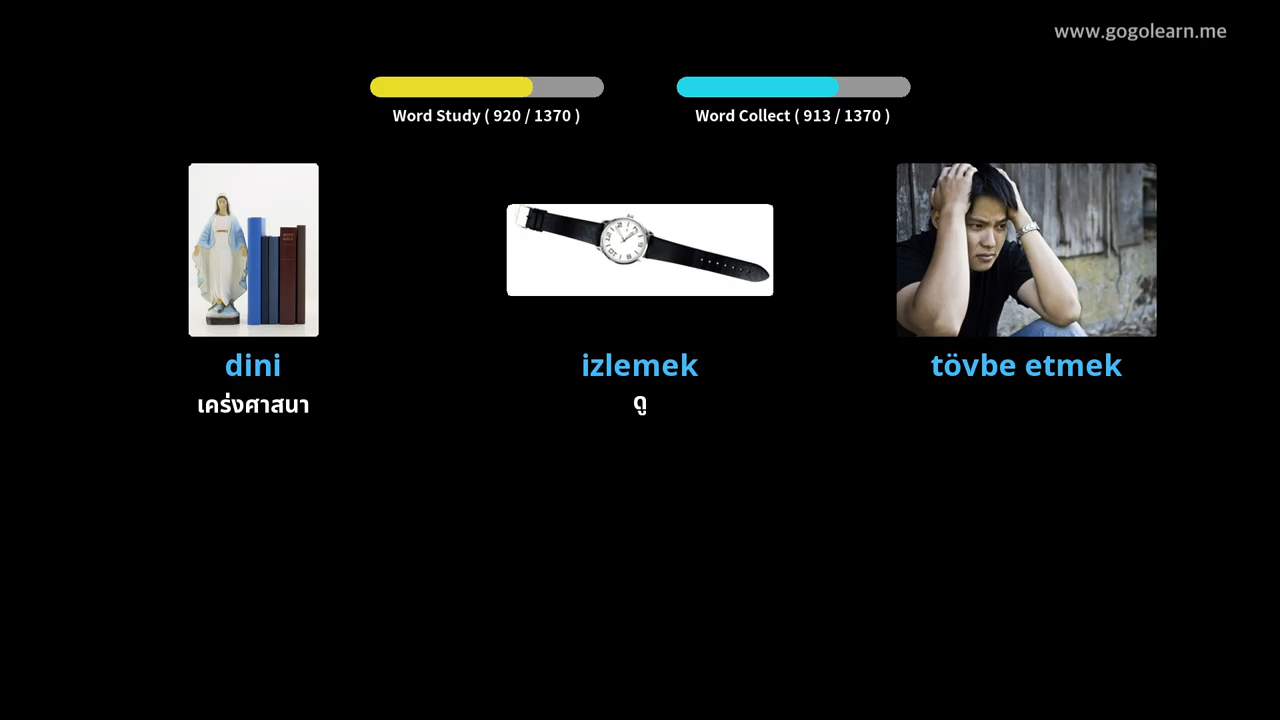 www.gogolearn.me
Word Study ( 920 / 1370 )
Word Collect ( 913 / 1370 )
dini
izlemek
tövbe etmek
เคร่งศาสนา
ดู